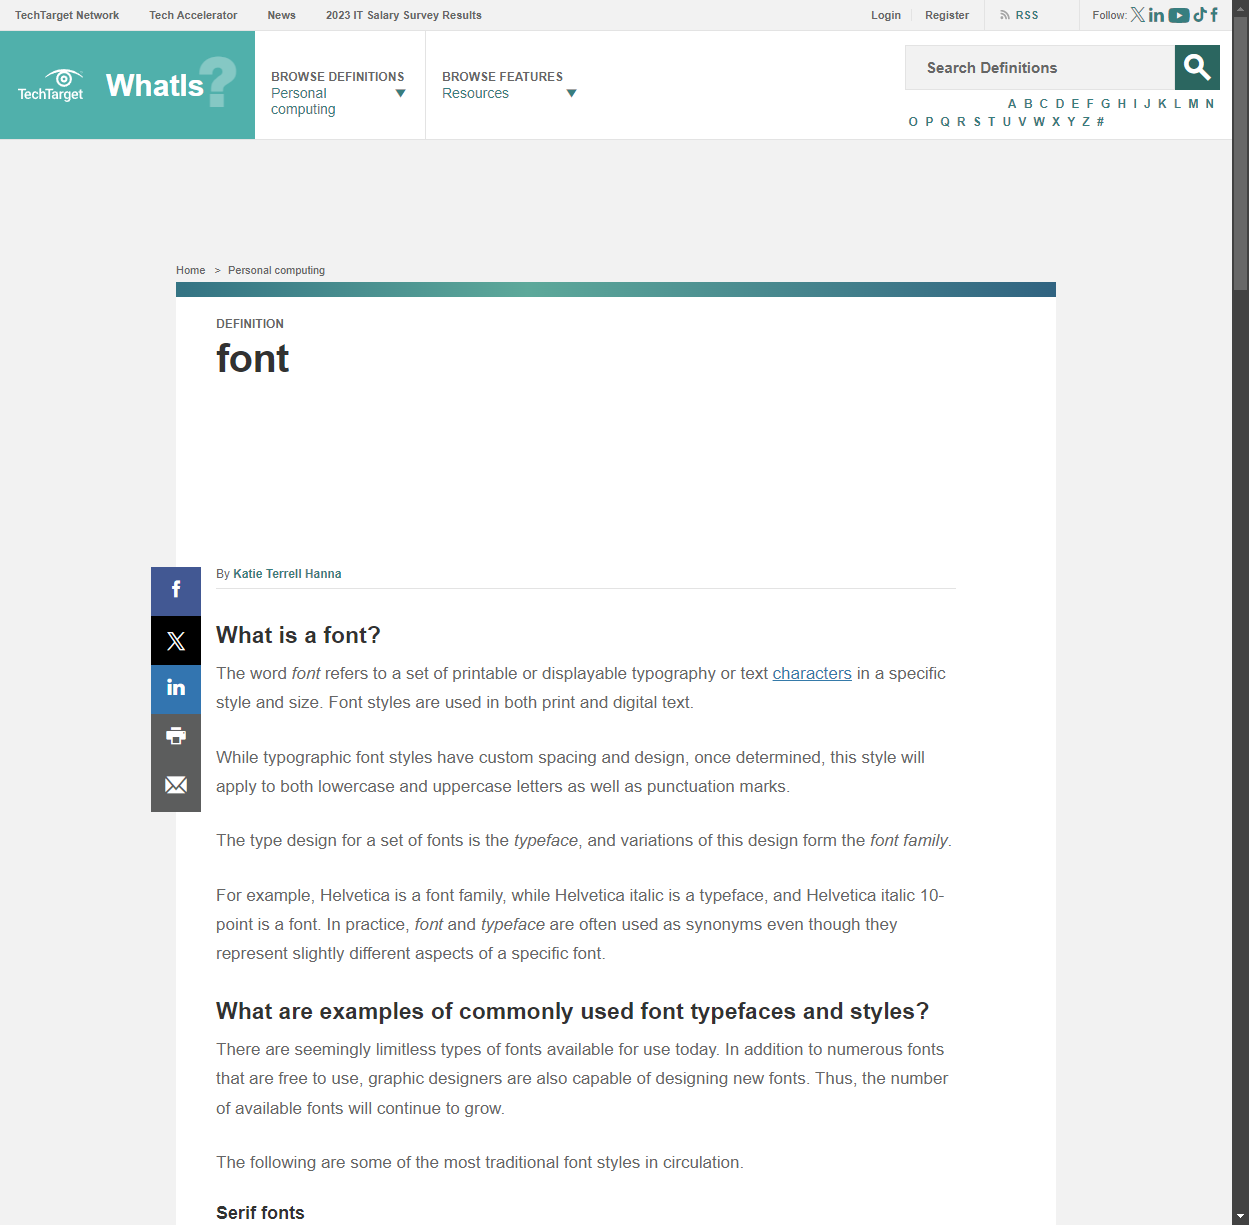 TechTarget Network Tech Accelerator News 2023 IT Salary Survey Results Login Register RSS Follow:
TechTarget WhatIs?
BROWSE DEFINITIONS
Personal computing
BROWSE FEATURES
Resources
Search Definitions
A B C D E F G H I J K L M N
O P Q R S T U V W X Y Z #
Home > Personal computing
DEFINITION
font
By Katie Terrell Hanna
What is a font?
The word font refers to a set of printable or displayable typography or text characters in a specific
style and size. Font styles are used in both print and digital text.
While typographic font styles have custom spacing and design, once determined, this style will
apply to both lowercase and uppercase letters as well as punctuation marks.
The type design for a set of fonts is the typeface, and variations of this design form the font family.
For example, Helvetica is a font family, while Helvetica italic is a typeface, and Helvetica italic 10-
point is a font. In practice, font and typeface are often used as synonyms even though they
represent slightly different aspects of a specific font.
What are examples of commonly used font typefaces and styles?
There are seemingly limitless types of fonts available for use today. In addition to numerous fonts
that are free to use, graphic designers are also capable of designing new fonts. Thus, the number
of available fonts will continue to grow.
The following are some of the most traditional font styles in circulation.
Serif fonts